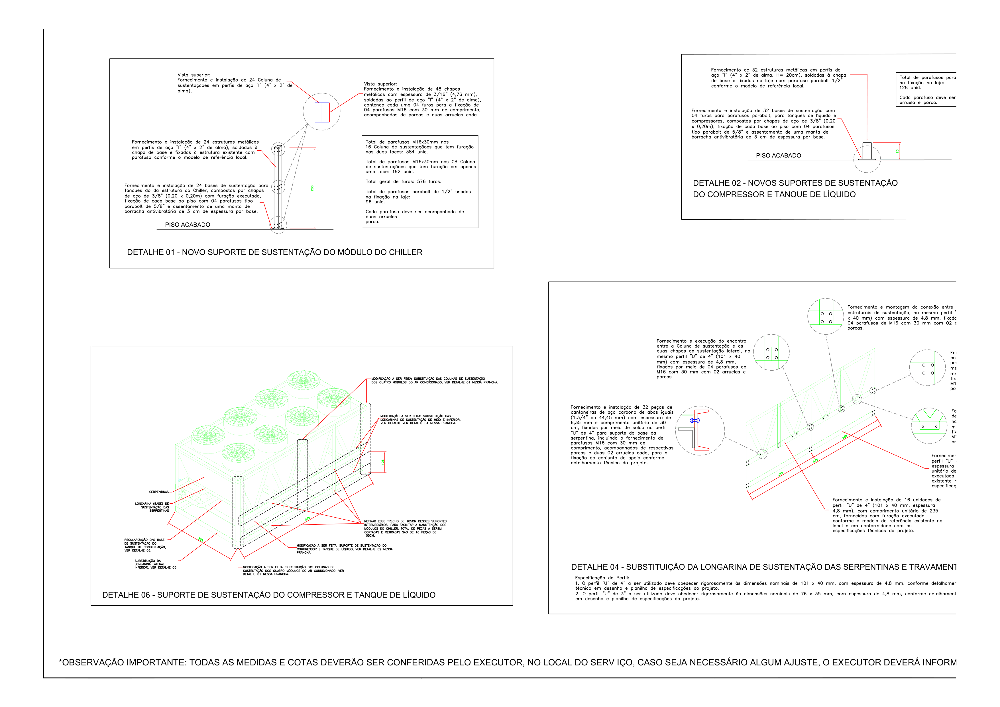 Vista superior:
Fornecimento e instalação de 24 Coluna de
sustentaçãoes em perfis de aço "I" (4" x 2" de
alma),
Vista superior:
Fornecimento e instalação de 48 chapas
metálicas com espessura de 3/16" (4,76 mm),
soldadas ao perfil de aço "I" (4" x 2" de alma),
contendo cada uma 04 furos para a fixação de
04 parafusos M16 com 30 mm de comprimento,
acompanhados de porcas e duas arruelas cada.
Fornecimento e instalação de 24 estruturas metálicas
em perfis de aço "I" (4" x 2" de alma), soldadas à
chapa de base e fixadas à estrutura existente com
parafuso conforme o modelo de referência local.
Fornecimento e instalação de 24 bases de sustentação para
tanques do da estrutura do Chiller, compostas por chapas
de aço de 3/8" (0,20 x 0,20m) com furação executada,
fixação de cada base ao piso com 04 parafusos tipo
parabolt de 5/8" e assentamento de uma manta de
borracha antivibratória de 3 cm de espessura por base.
200
PISO ACABADO
Total de parafusos M16x30mm nos
16 Coluna de sustentaçãoes que tem furação
nas duas faces: 384 unid.
Total de parafusos M16x30mm nos 08 Coluna
de sustentaçãoes que tem furação em apenas
uma face: 192 unid.
Total geral de furos: 576 furos.
Total de parafusos parabolt de 1/2" usados
na fixação na laje:
96 unid.
Cada parafuso deve ser acompanhado de
duas arruelas
porca.
DETALHE 01 - NOVO SUPORTE DE SUSTENTAÇÃO DO MÓDULO DO CHILLER
Fornecimento de 32 estruturas metálicas em perfis de
aço "I" (4" x 2" de alma, H= 20cm), soldadas à chapa
de base e fixadas na laje com parafuso parabolt 1/2"
conforme o modelo de referência local.
Total de parafusos para
na fixação na laje:
128 unid.
Cada parafuso deve ser
arruela e porca.
Fornecimento e instalação de 32 bases de sustentação com
04 furos para parafusos parabolt, para tanques de líquido e
compressores, compostas por chapas de aço de 3/8" (0,20
x 0,20m), fixação de cada base ao piso com 04 parafusos
tipo parabolt de 5/8" e assentamento de uma manta de
borracha antivibratória de 3 cm de espessura por base.
PISO ACABADO
20
DETALHE 02 - NOVOS SUPORTES DE SUSTENTAÇÃO
DO COMPRESSOR E TANQUE DE LÍQUIDO
MODIFICAÇÃO A SER FEITA: SUBSTITUIÇÃO DAS COLUNAS DE SUSTENTAÇÃO
DOS QUATRO MÓDULOS DO AR CONDICIONADO, VER DETALHE 01 NESSA PRANCHA.
MODIFICAÇÃO A SER FEITA: SUBSTITUIÇÃO DAS
LONGARINAS DE SUSTENTAÇÃO DE MEIO E INFERIOR,
VER DETALHE VER DETALHE 04 NESSA PRANCHA.
105
SERPENTINAS
LONGARINA (BASE) DE
SUSTENTAÇÃO DAS
SERPENTINAS
470
RETIRAR ESSE TRECHO DE 105CM DESSES SUPORTES
INTERMEDIÁRIOS, PARA FACILITAR A MANUTENÇÃO DOS
MÓDULOS DO CHILLER. TOTAL DE PEÇAS A SEREM
CORTADAS E RETIRADAS SÃO DE 16 PEÇAS DE
105CM.
229
REGULARIZAÇÃO DAS BASE
DE SUSTENTAÇÃO DO
TANQUE DE CONDENSAÇÃO,
VER DETALHE 03.
MODIFICAÇÃO A SER FEITA: SUPORTE DE SUSTENTAÇÃO DO
COMPRESSOR E TANQUE DE LÍQUIDO, VER DETALHE 02 NESSA
PRANCHA.
SUBSTITUIÇÃO DA
LONGARINA LATERAL
INFERIOR, VER DETALHE 05
MODIFICAÇÃO A SER FEITA: SUBSTITUIÇÃO DAS COLUNAS DE
SUSTENTAÇÃO DOS QUATRO MÓDULOS DO AR CONDICIONADO, VER
DETALHE 01 NESSA PRANCHA.
DETALHE 06 - SUPORTE DE SUSTENTAÇÃO DO COMPRESSOR E TANQUE DE LÍQUIDO
Fornecimento e montagem da conexão entre
estruturais de sustentação, no mesmo perfil "
x 40 mm) com espessura de 4,8 mm, fixado
04 parafusos de M16 com 30 mm com 02
porcas.
Fornecimento e execução do encontro
entre a Coluna de sustentação e as
duas chapas de sustentação lateral, no
mesmo perfil "U" de 4" (101 x 40
mm) com espessura de 4,8 mm,
fixados por meio de 04 parafusos de
M16 com 30 mm com 02 arruelas e
porcas.
For
ent
per
me
mr
fix
M1
po
Fornecimento e instalação de 32 peças de
cantoneiras de aço carbono de abas iguais
(1.3/4" ou 44,45 mm) com espessura de
6,35 mm e comprimento unitário de 30
cm, fixadas por meio de solda ao perfil
"U" de 4" para suporte da base da
serpentina, incluindo o fornecimento de
parafusos M16 com 30 mm de
comprimento, acompanhados de respectivas
porcas e duas 02 arruelas cada, para a
fixação do conjunto de apoio conforme
detalhamento técnico do projeto.
Fo
de
no
m
fix
M1
ar
235
470
235
Fornecimen
perfil "U"
espessura
unitário de
executada
existente
especificaç
Fornecimento e instalação de 16 unidades de
perfil "U" de 4" (101 x 40 mm, espessura
4,8 mm), com comprimento unitário de 235
cm, fornecidos com furação executada
conforme o modelo de referência existente no
local e em conformidade com as
especificações técnicas do projeto.
DETALHE 04 - SUBSTITUIÇÃO DA LONGARINA DE SUSTENTAÇÃO DAS SERPENTINAS E TRAVAMENT
Especificação do Perfil:
1. O perfil "U" de 4" a ser utilizado deve obedecer rigorosamente às dimensões nominais de 101 x 40 mm, com espessura de 4,8 mm, conforme detalhamen
técnico em desenho e planilha de especificações do projeto.
2. O perfil "U" de 3" a ser utilizado deve obedecer rigorosamente às dimensões nominais de 76 x 35 mm, com espessura de 4,8 mm, conforme detalhament
em desenho e planilha de especificações do projeto.
*OBSERVAÇÃO IMPORTANTE: TODAS AS MEDIDAS E COTAS DEVERÃO SER CONFERIDAS PELO EXECUTOR, NO LOCAL DO SERV IÇO, CASO SEJA NECESSÁRIO ALGUM AJUSTE, O EXECUTOR DEVERÁ INFORM